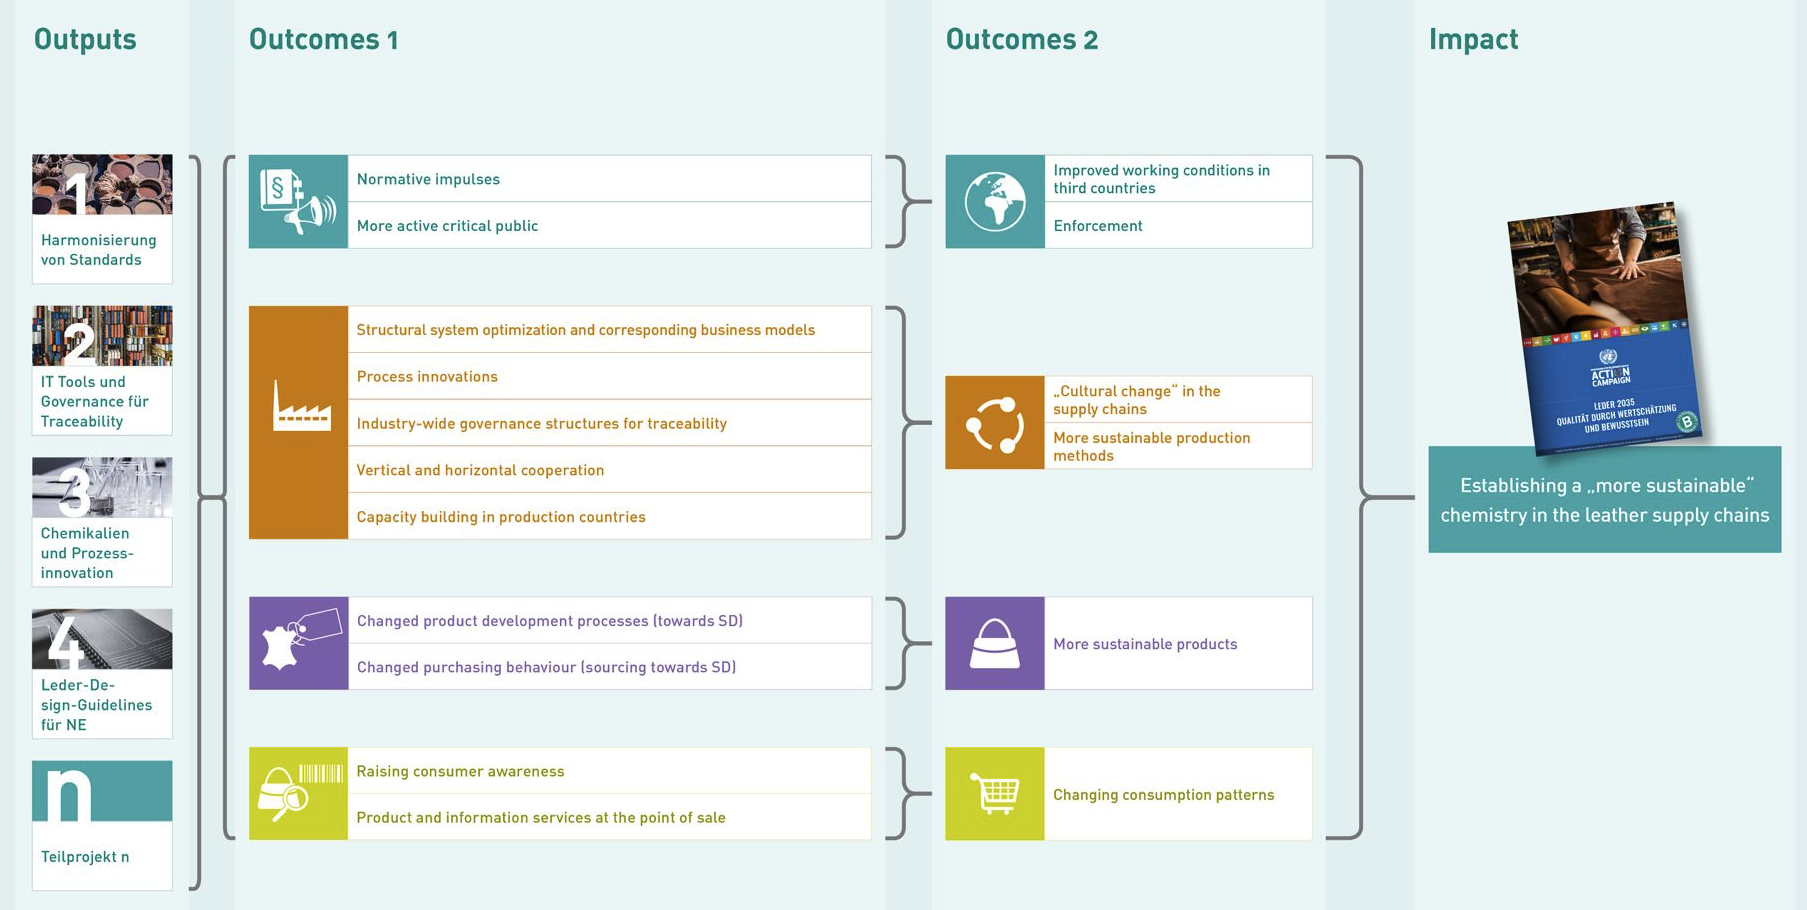 Outputs
Outcomes 1
Outcomes 2
Impact
1
Harmonisierung
von Standards
2
IT Tools und
Governance für
Traceability
3
Chemikalien
und Prozess-
innovation
4
Leder-De-
sign-Guidelines
für NE
n
Teilprojekt n
§
Normative impulses
More active critical public
Structural system optimization and corresponding business models
Process innovations
Industry-wide governance structures for traceability
Vertical and horizontal cooperation
Capacity building in production countries
Changed product development processes (towards SD)
Changed purchasing behaviour (sourcing towards SD)
Raising consumer awareness
Product and information services at the point of sale
Improved working conditions in
third countries
Enforcement
„Cultural change“ in the
supply chains
More sustainable production
methods
More sustainable products
Changing consumption patterns
ACTION
CAMPAIGN
LEDER 2035
QUALITÄT DURCH WERTSCHÄTZUNG
UND BEWUSSTSEIN
B
Establishing a „more sustainable“
chemistry in the leather supply chains